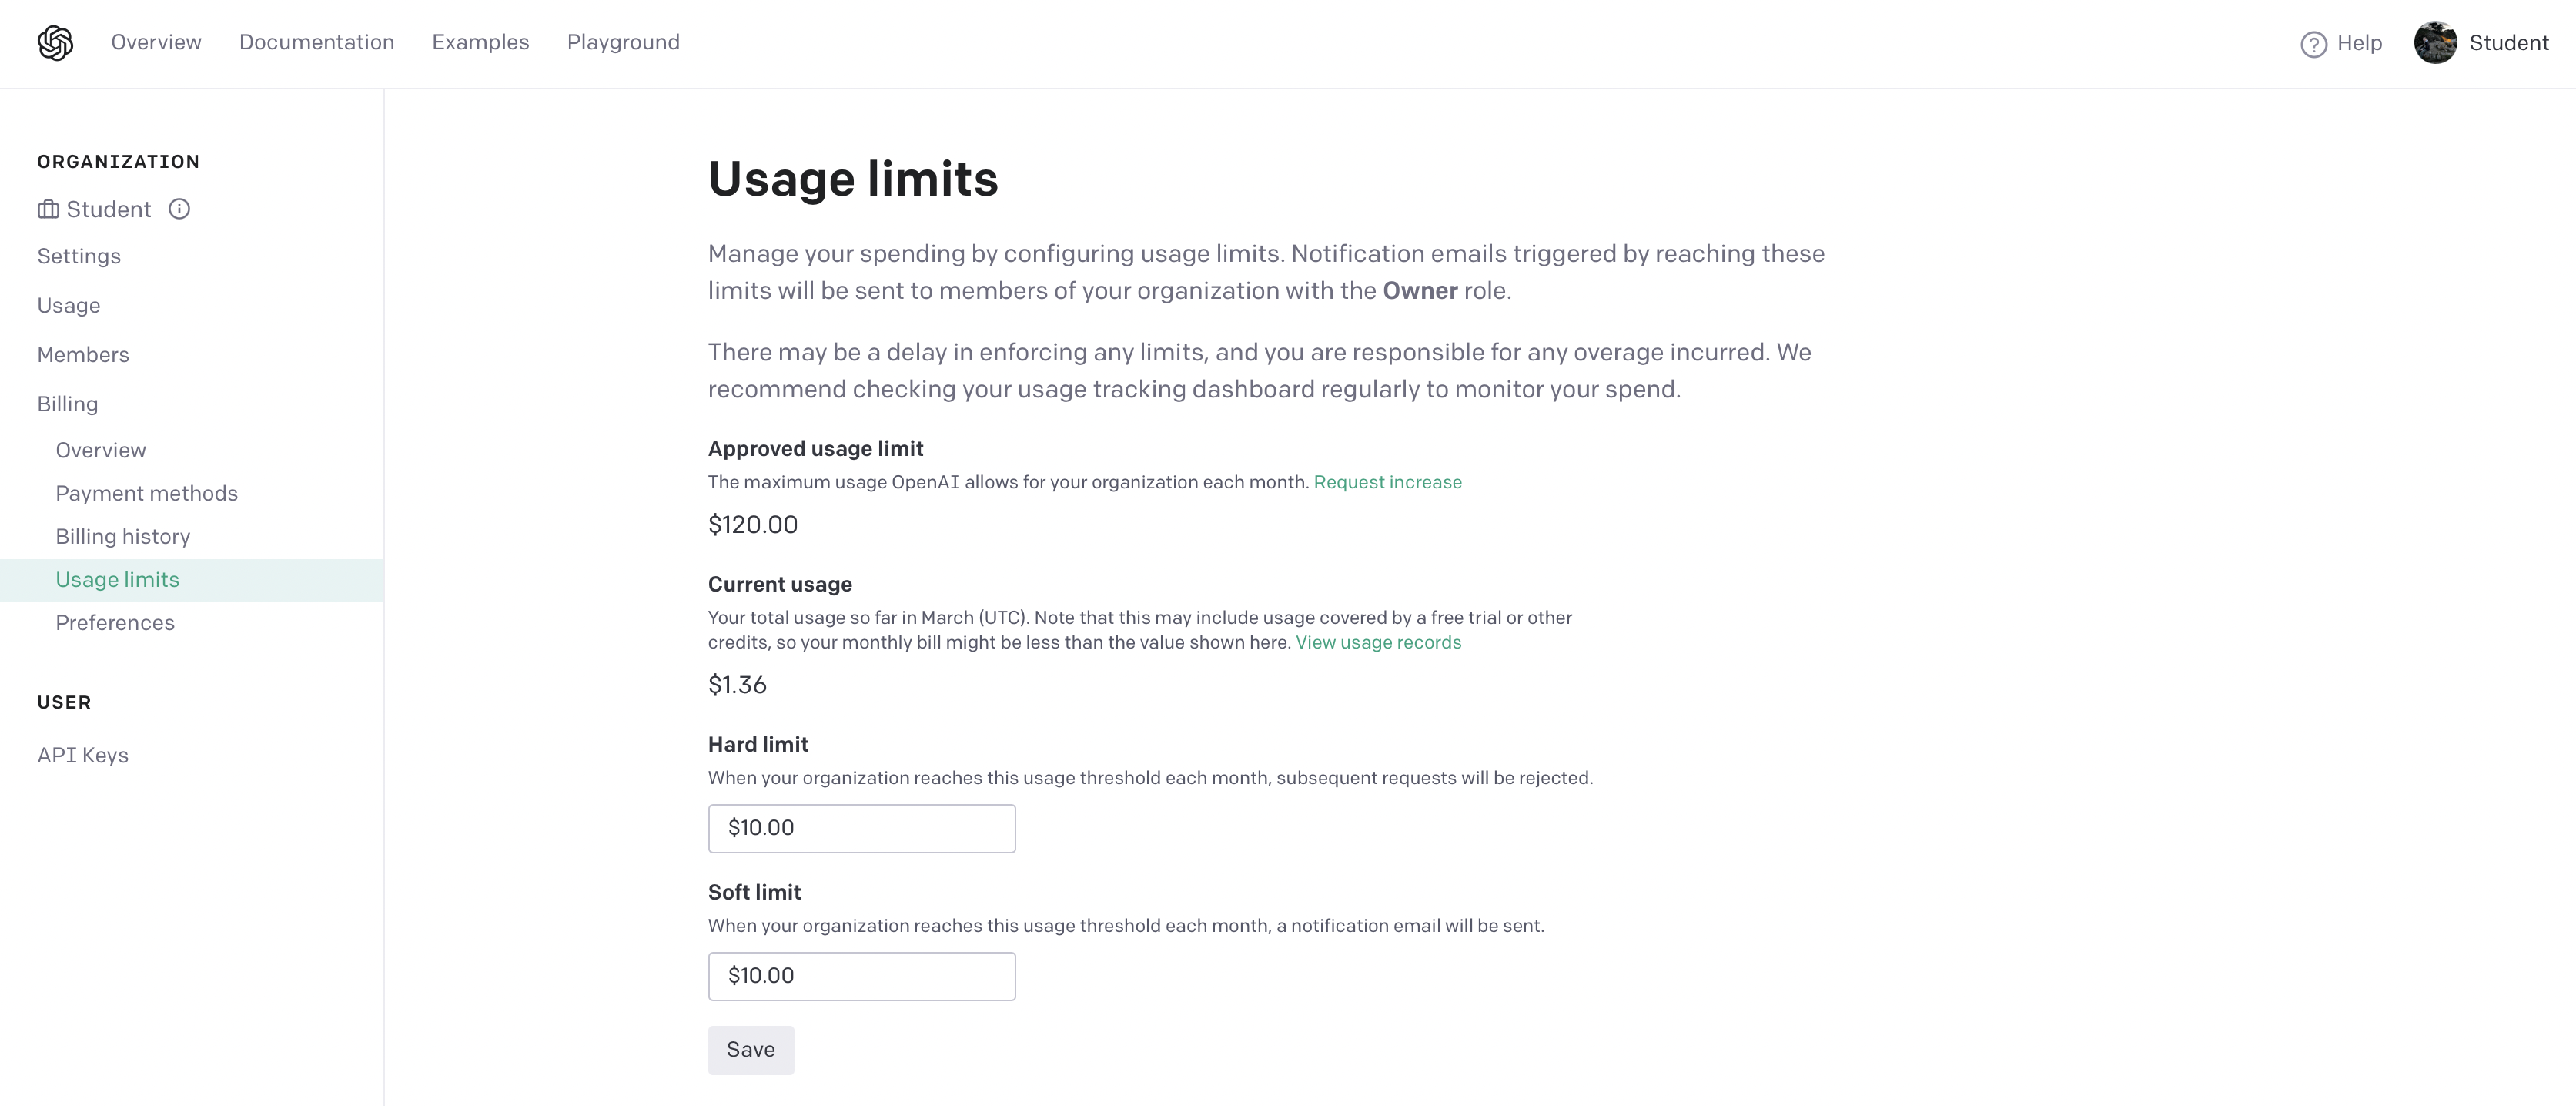 Overview Documentation Examples Playground Help Student
ORGANIZATION
Student
Settings
Usage
Members
Billing
Overview
Payment methods
Billing history
Usage limits
Preferences
USER
API Keys
Usage limits
Manage your spending by configuring usage limits. Notification emails triggered by reaching these
limits will be sent to members of your organization with the Owner role.
There may be a delay in enforcing any limits, and you are responsible for any overage incurred. We
recommend checking your usage tracking dashboard regularly to monitor your spend.
Approved usage limit
The maximum usage OpenAI allows for your organization each month. Request increase
$120.00
Current usage
Your total usage so far in March (UTC). Note that this may include usage covered by a free trial or other
credits, so your monthly bill might be less than the value shown here. View usage records
$1.36
Hard limit
When your organization reaches this usage threshold each month, subsequent requests will be rejected.
$10.00
Soft limit
When your organization reaches this usage threshold each month, a notification email will be sent.
$10.00
Save